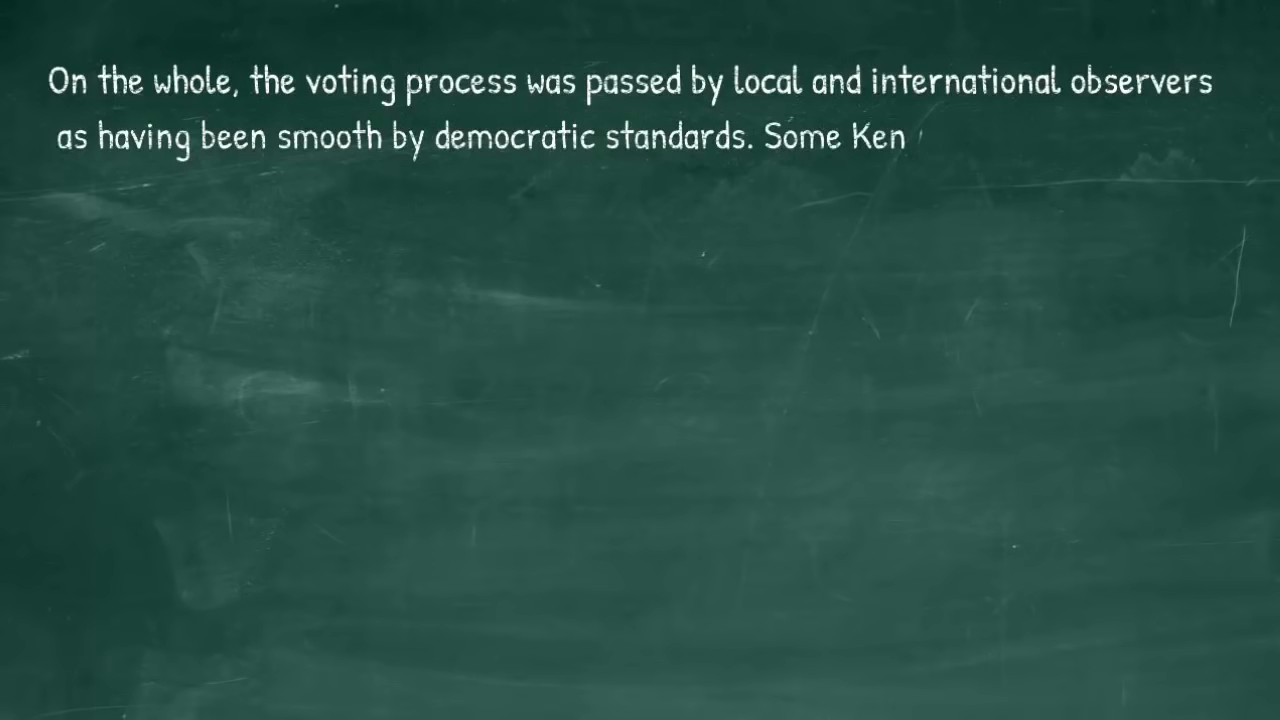 On the whole, the voting process was passed by local and international observers
as having been smooth by democratic standards. Some Ken